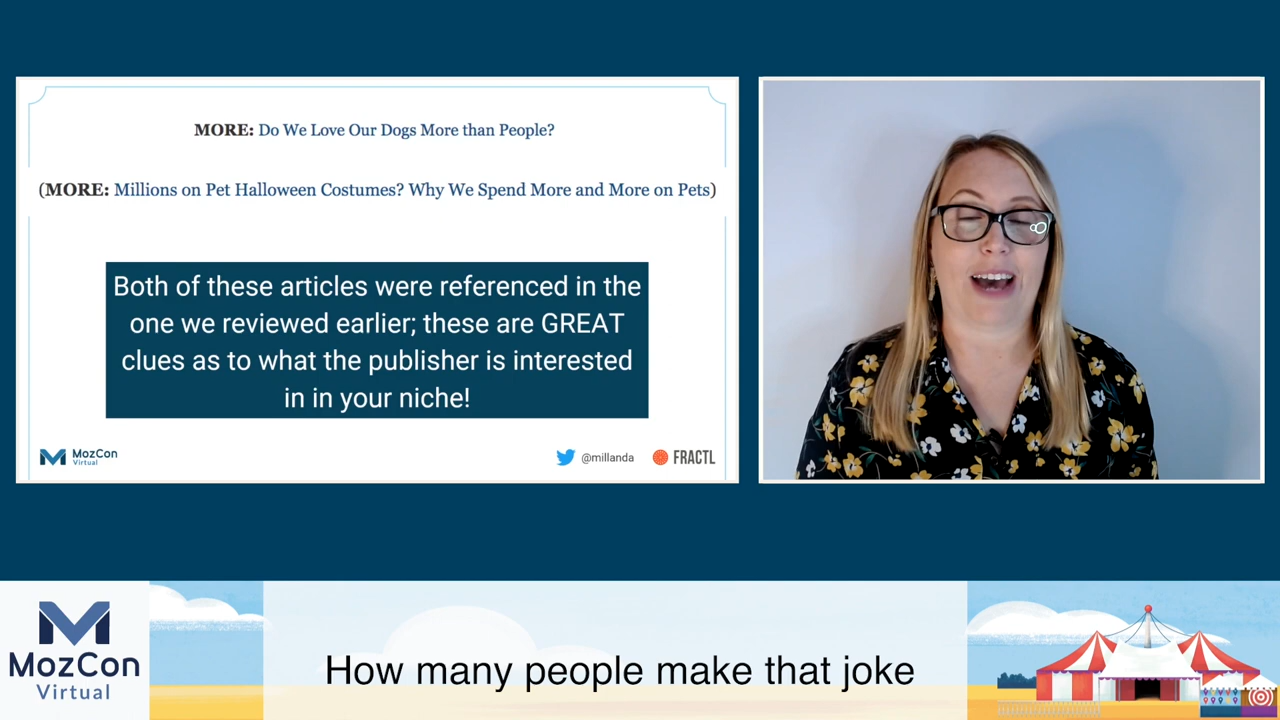 MORE: Do We Love Our Dogs More than People?
(MORE: Millions on Pet Halloween Costumes? Why We Spend More and More on Pets)
Both of these articles were referenced in the
one we reviewed earlier; these are GREAT
clues as to what the publisher is interested
in in your niche!
MozCon
Virtual
@millanda
FRACTL
MozCon
Virtual
How many people make that joke